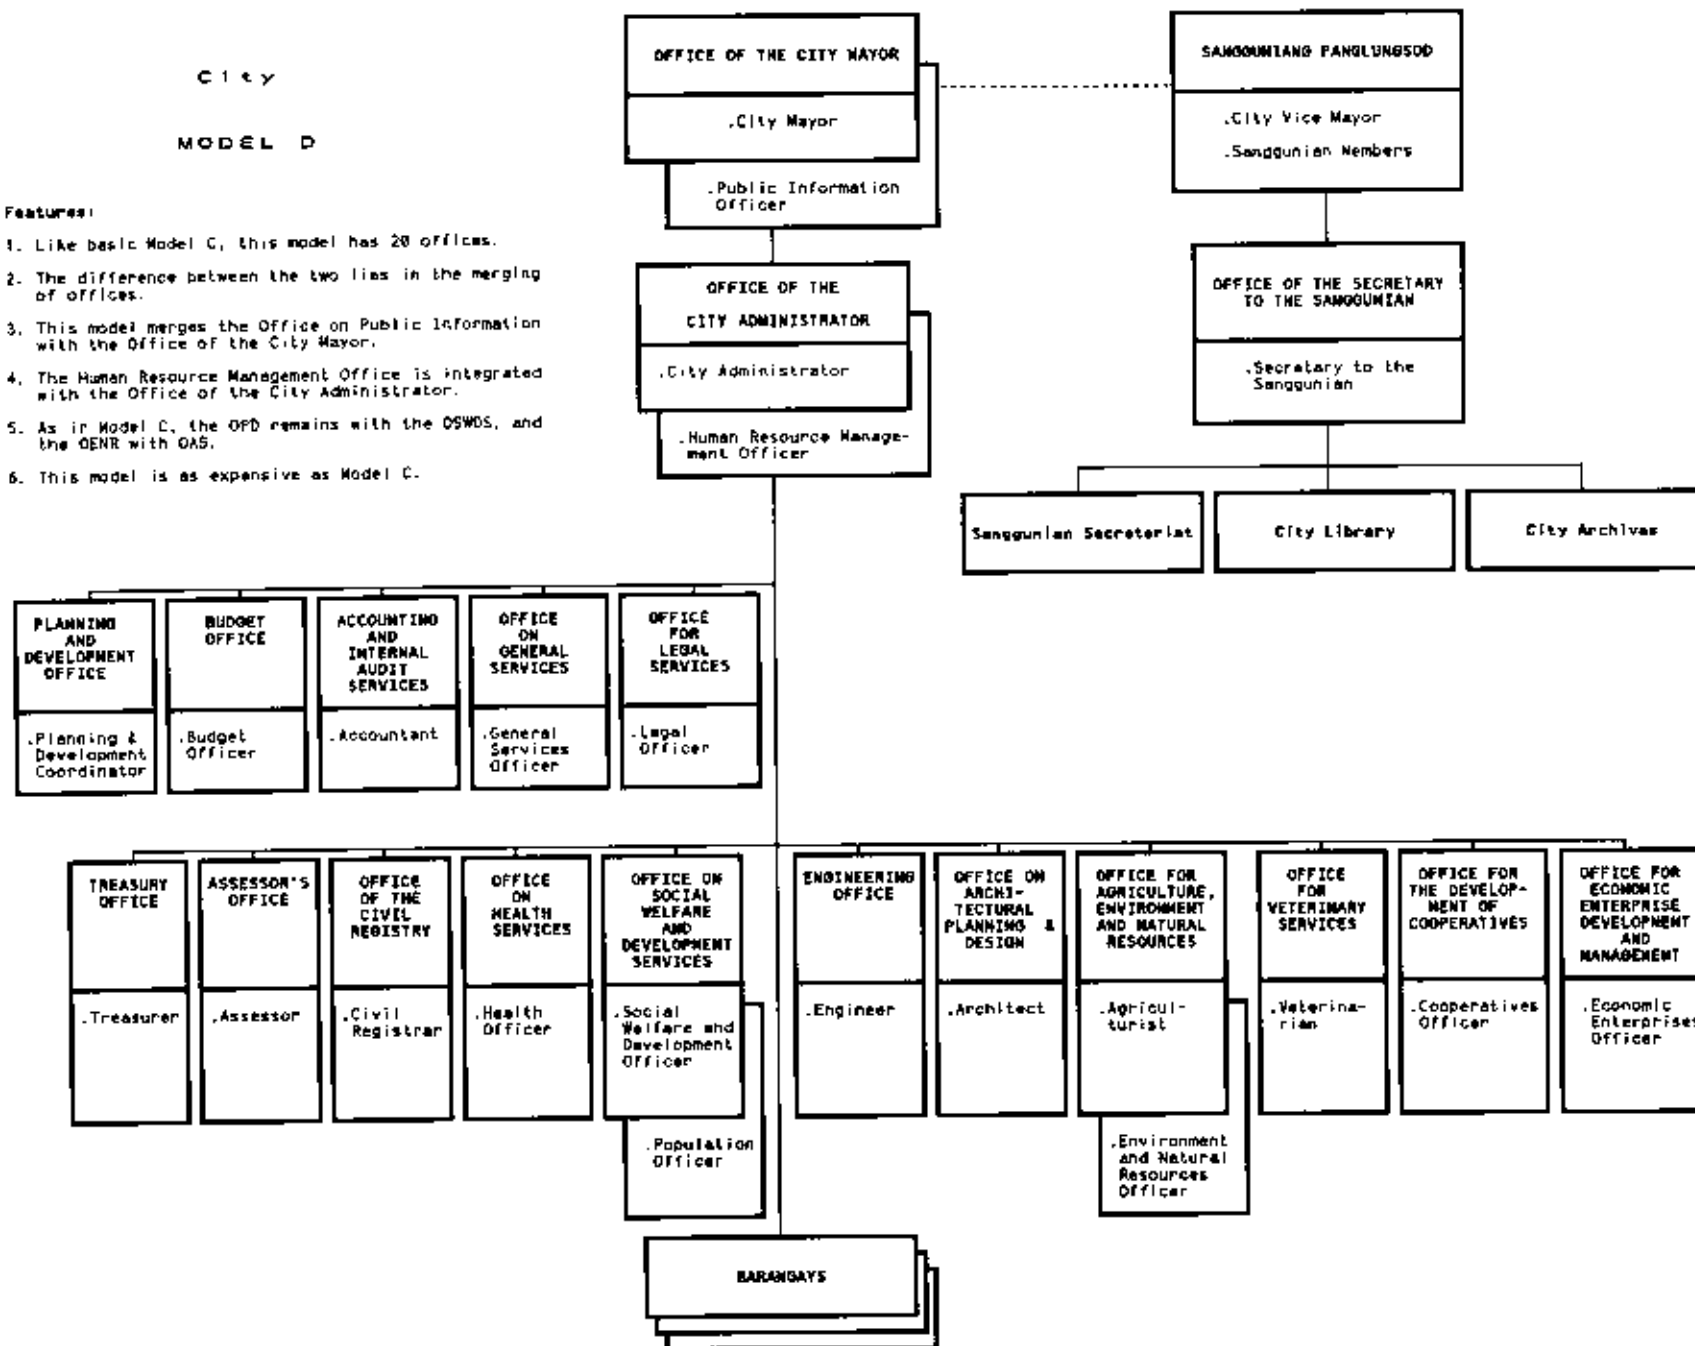 City
MODEL D
Features:
1. Like basic Model C, this model has 20 offices.
2. The difference between the two lies in the merging
of offices.
3. This model merges the Office on Public Information
with the Office of the City Mayor.
4. The Human Resource Management Office is integrated
with the Office of the City Administrator.
5. As in Model C, the OPD remains with the OSWDS, and
the OENR with OAS.
6. This model is as expensive as Model C.
OFFICE OF THE CITY MAYOR
.City Mayor
.Public Information
Officer
SANGGUNIANG PANGLUNGSOD
.City Vice Mayor
.Sanggunian Members
OFFICE OF THE
CITY ADMINISTRATOR
.City Administrator
.Human Resource Manage-
ment Officer
OFFICE OF THE SECRETARY
TO THE SANGGUNIAN
.Secretary to the
Sanggunian
Sanggunian Secretariat
City Library
City Archives
PLANNING
AND
DEVELOPMENT
OFFICE
.Planning &
Development
Coordinator
BUDGET
OFFICE
.Budget
Officer
ACCOUNTING
AND
INTERNAL
AUDIT
SERVICES
.Accountant
OFFICE
ON
GENERAL
SERVICES
.General
Services
Officer
OFFICE
FOR
LEGAL
SERVICES
.Legal
Officer
TREASURY
OFFICE
.Treasurer
ASSESSOR'S
OFFICE
.Assessor
OFFICE
OF THE
CIVIL
REGISTRY
.Civil
Registrar
OFFICE
ON
HEALTH
SERVICES
.Health
Officer
OFFICE ON
SOCIAL
WELFARE
AND
DEVELOPMENT
SERVICES
.Social
Welfare and
Development
Officer
.Population
Officer
ENGINEERING
OFFICE
.Engineer
OFFICE ON
ARCHI-
TECTURAL
PLANNING &
DESIGN
.Architect
OFFICE FOR
AGRICULTURE,
ENVIRONMENT
AND NATURAL
RESOURCES
.Agricul-
turist
.Environment
and Natural
Resources
Officer
OFFICE
FOR
VETERINARY
SERVICES
.Veterina-
rian
OFFICE FOR
THE DEVELOP-
MENT OF
COOPERATIVES
.Cooperatives
Officer
OFFICE FOR
ECONOMIC
ENTERPRISE
DEVELOPMENT
AND
MANAGEMENT
.Economic
Enterprises
Officer
BARANGAYS